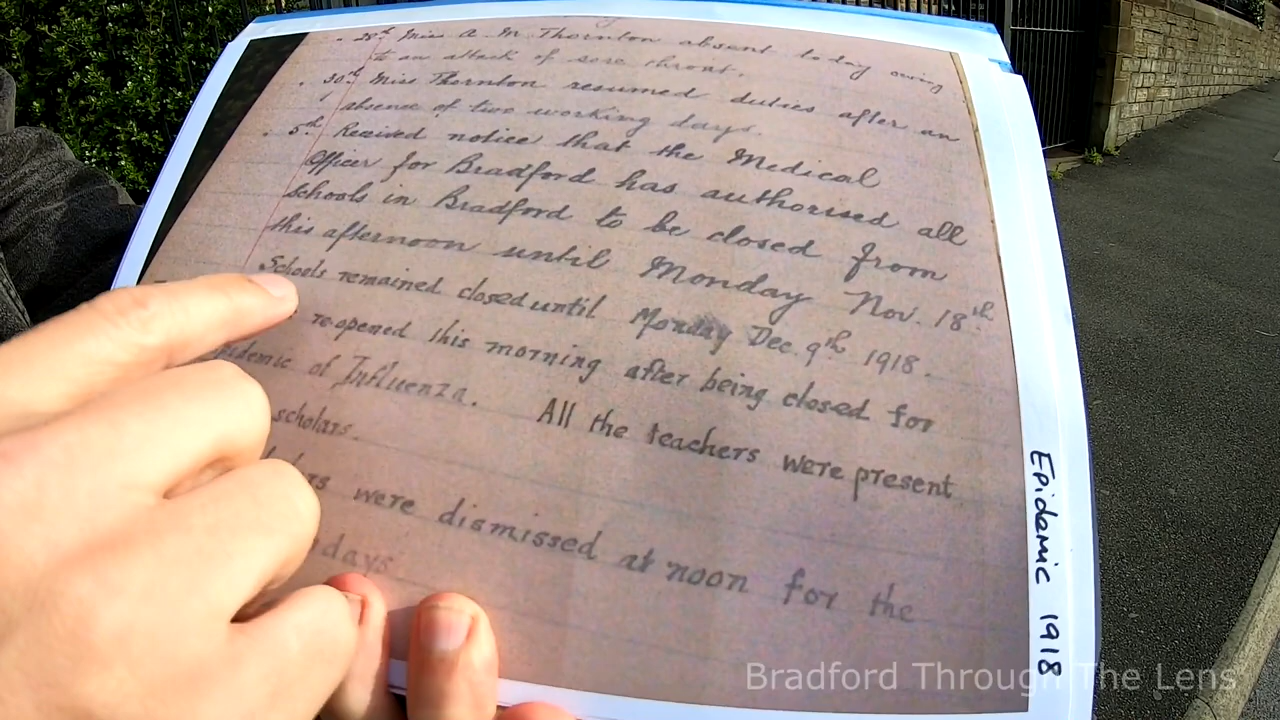 28th Miss A. M. Thornton absent to-day owing
to an attack of sore throat.
30th Miss Thornton resumed duties after an
absence of two working days.
5th Received notice that the Medical
Officer for Bradford has authorised all
schools in Bradford to be closed from
this afternoon until Monday Nov. 18th
Schools remained closed until Monday Dec. 9th 1918.
re-opened this morning after being closed for
of Influenza. All the teachers were present
scholars.
were dismissed at noon for the
days
Epidemic 1918
Bradford Through The Lens